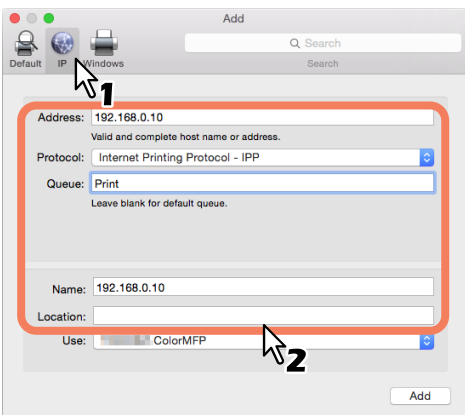 Add
Search
Default IP Windows
Search
1
Address: 192.168.0.10
Valid and complete host name or address.
Protocol: Internet Printing Protocol - IPP
Queue: Print
Leave blank for default queue.
Name: 192.168.0.10
Location:
2
Use: ColorMFP
Add